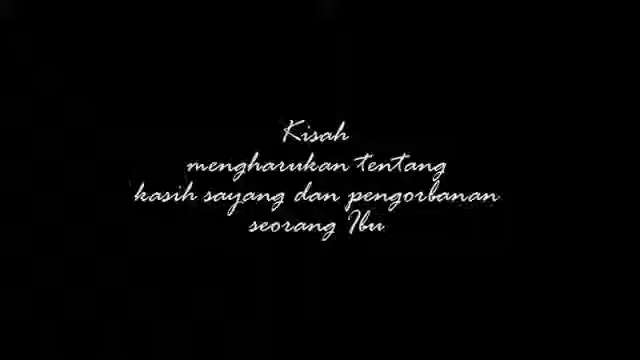 Kisah
mengharukan tentang
kasih sayang dan pengorbanan
seorang Ibu